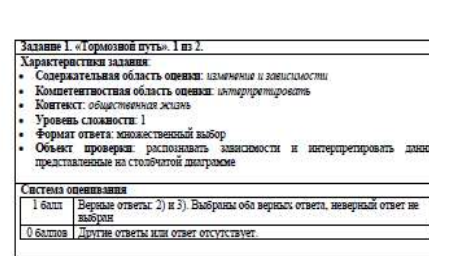 Задание 1. «Тормозной путь». 1 из 2.
Характеристики задания:
• Содержательная область оценки: изменение и зависимости
• Компетентностная область оценки: интерпретировать
• Контекст: общественная жизнь
• Уровень сложности: 1
• Формат ответа: множественный выбор
• Объект проверки: распознавать зависимости и интерпретировать данн
представленные на столбчатой диаграмме
Система оценивания
1 балл Верные ответы: 2) и 3). Выбраны оба верных ответа, неверный ответ не
выбран
0 баллов Другие ответы или ответ отсутствует.